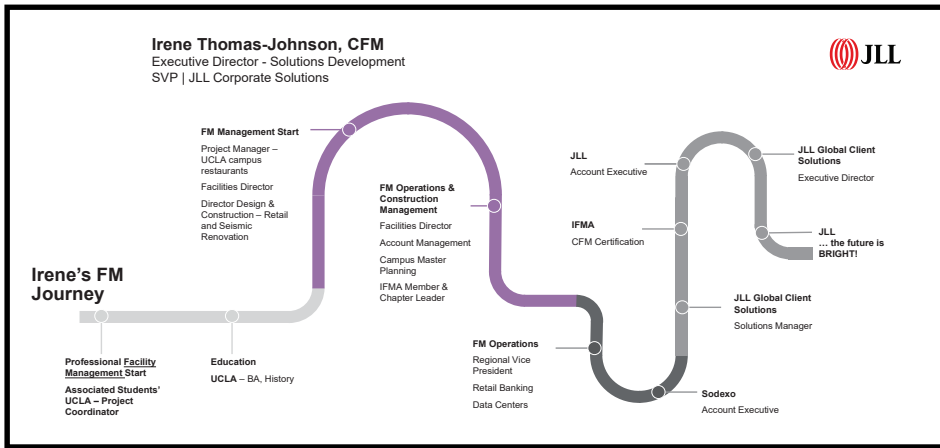 Irene Thomas-Johnson, CFM
Executive Director - Solutions Development
SVP | JLL Corporate Solutions
JLL
Irene's FM
Journey
Professional Facility
Management Start
Associated Students'
UCLA – Project
Coordinator
Education
UCLA – BA, History
FM Management Start
Project Manager –
UCLA campus
restaurants
Facilities Director
Director Design &
Construction – Retail
and Seismic
Renovation
FM Operations &
Construction
Management
Facilities Director
Account Management
Campus Master
Planning
IFMA Member &
Chapter Leader
FM Operations
Regional Vice
President
Retail Banking
Data Centers
Sodexo
Account Executive
JLL Global Client
Solutions
Solutions Manager
IFMA
CFM Certification
JLL
Account Executive
JLL Global Client
Solutions
Executive Director
JLL
... the future is
BRIGHT!